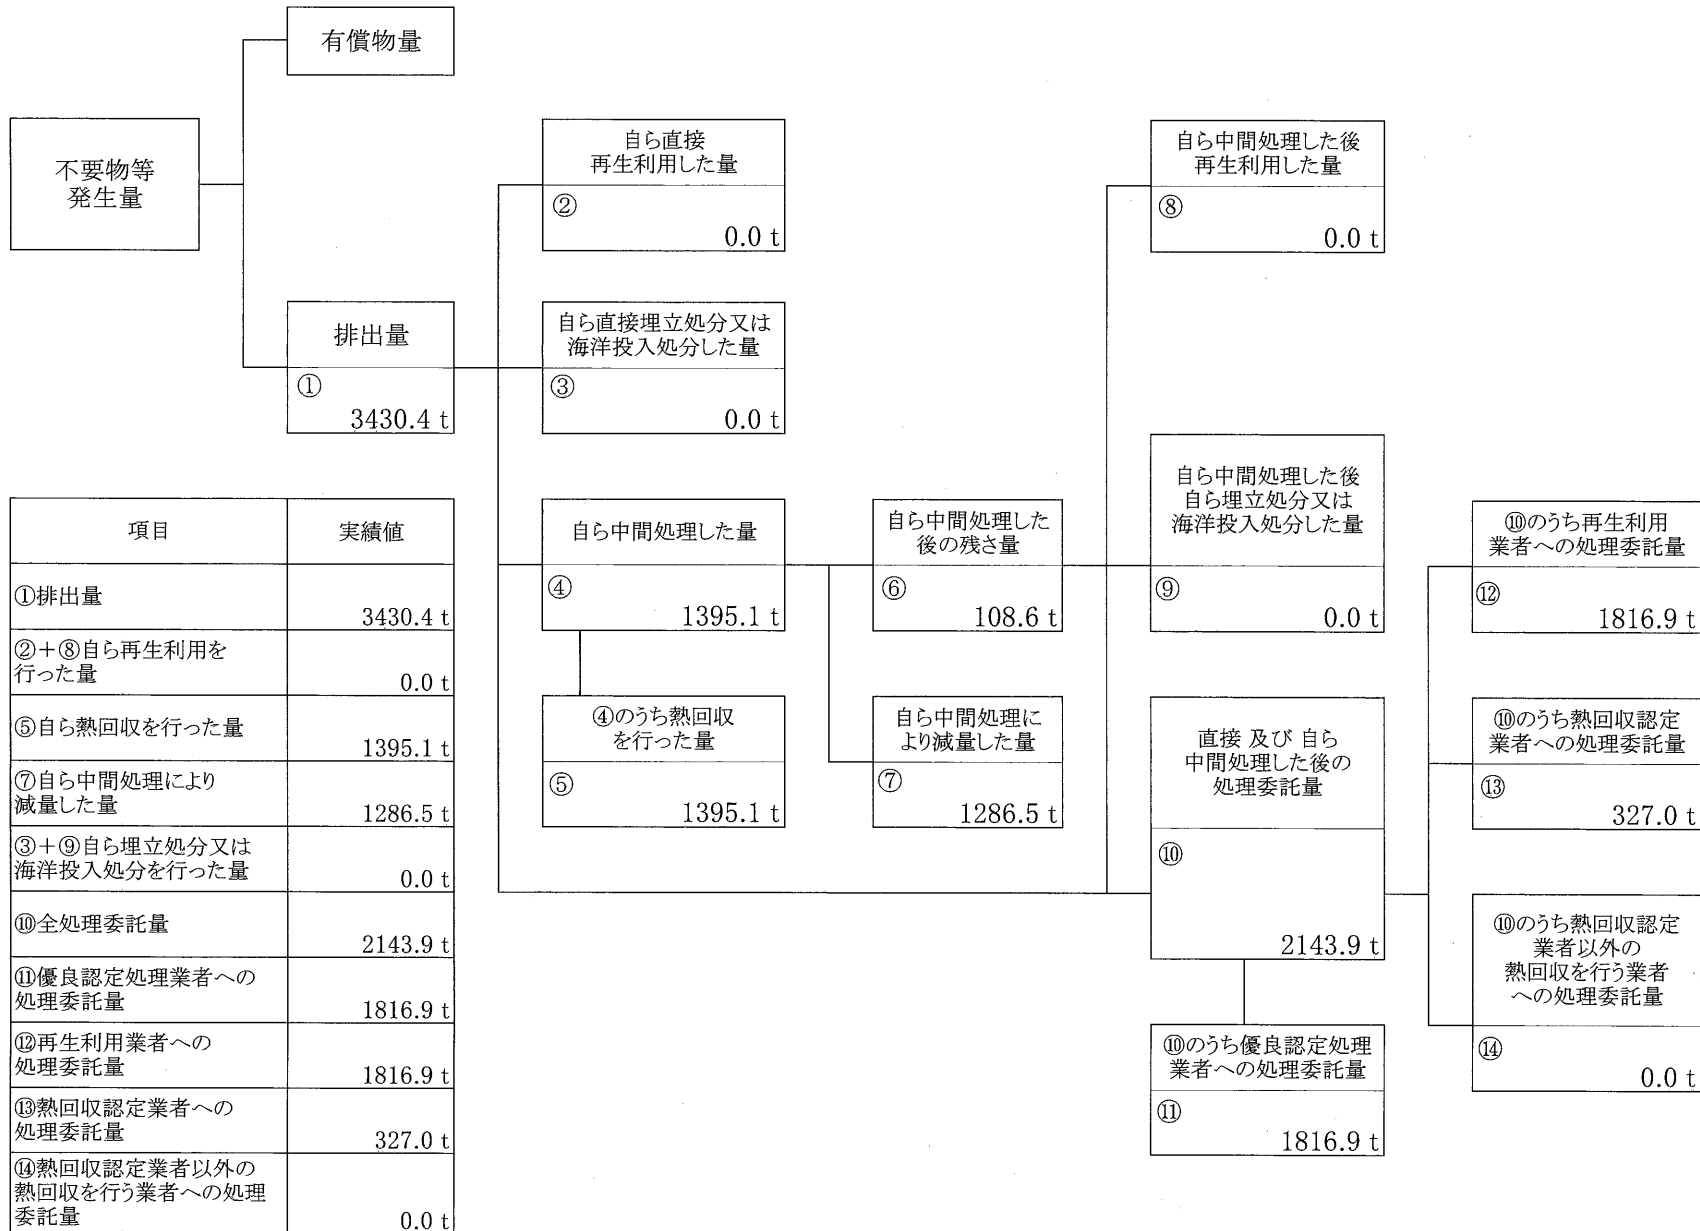 有償物量
不要物等
発生量
排出量
①
3430.4 t
自ら直接
再生利用した量
②
0.0 t
自ら直接埋立処分又は
海洋投入処分した量
③
0.0 t
自ら中間処理した量
④
1395.1 t
④のうち熱回収
を行った量
⑤
1395.1 t
自ら中間処理した
後の残さ量
⑥
108.6 t
自ら中間処理に
より減量した量
⑦
1286.5 t
自ら中間処理した後
再生利用した量
⑧
0.0 t
自ら中間処理した後
自ら埋立処分又は
海洋投入処分した量
⑨
0.0 t
直接 及び 自ら
中間処理した後の
処理委託量
⑩
2143.9 t
⑩のうち優良認定処理
業者への処理委託量
⑪
1816.9 t
⑩のうち再生利用
業者への処理委託量
⑫
1816.9 t
⑩のうち熱回収認定
業者への処理委託量
⑬
327.0 t
⑩のうち熱回収認定
業者以外の
熱回収を行う業者
への処理委託量
⑭
0.0 t
項目 実績値
①排出量
3430.4 t
②+⑧自ら再生利用を
行った量
0.0 t
⑤自ら熱回収を行った量
1395.1 t
⑦自ら中間処理により
減量した量
1286.5 t
③+⑨自ら埋立処分又は
海洋投入処分を行った量
0.0 t
⑩全処理委託量
2143.9 t
⑪優良認定処理業者への
処理委託量
1816.9 t
⑫再生利用業者への
処理委託量
1816.9 t
⑬熱回収認定業者への
処理委託量
327.0 t
⑭熱回収認定業者以外の
熱回収を行う業者への処理
委託量
0.0 t